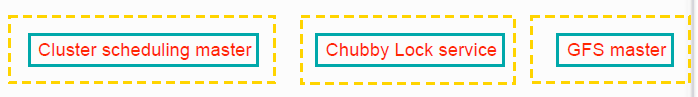 Cluster scheduling master
Chubby Lock service
GFS master